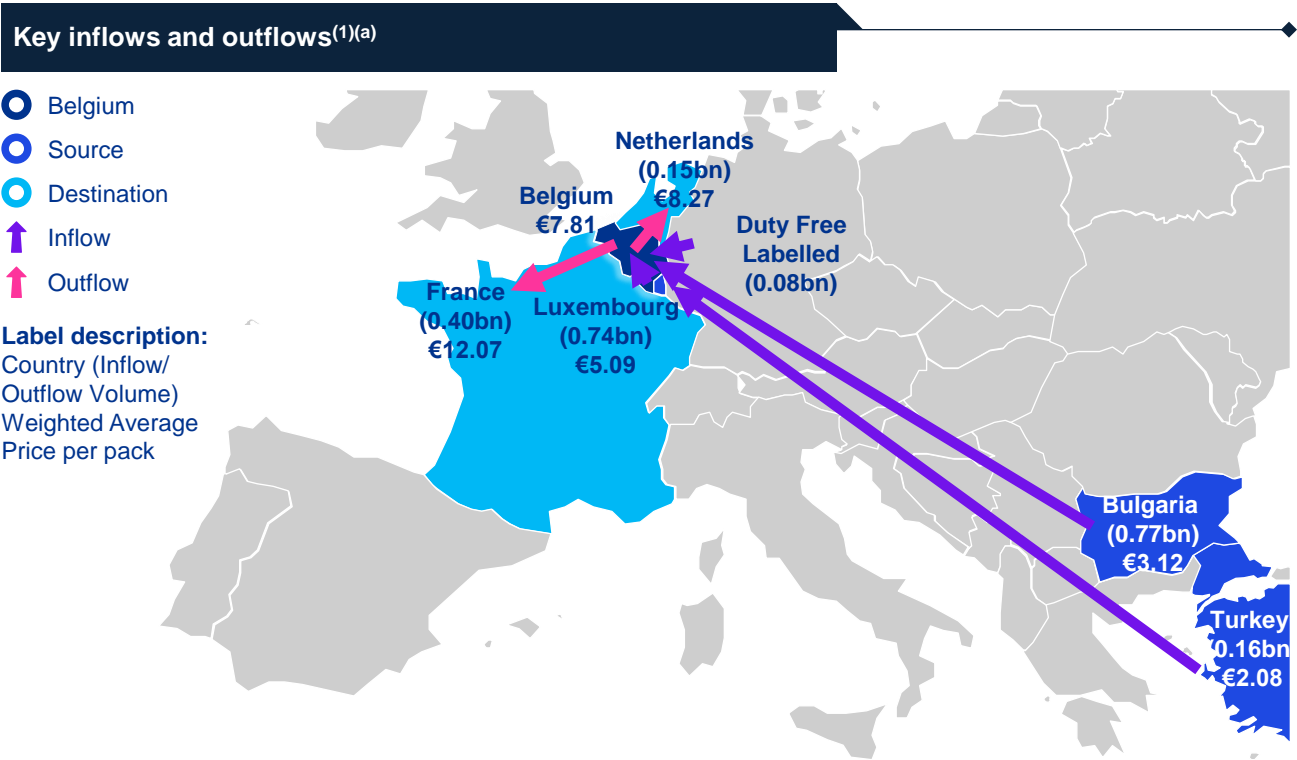 Key inflows and outflows(1)(a)
Belgium
Source
Destination
Inflow
Outflow
Label description:
Country (Inflow/
Outflow Volume)
Weighted Average
Price per pack
Netherlands
(0.15bn)
€8.27
Belgium
€7.81
Duty Free
Labelled
(0.08bn)
France
(0.40bn)
€12.07
Luxembourg
(0.74bn)
€5.09
Bulgaria
(0.77bn)
€3.12
Turkey
(0.16bn
€2.08